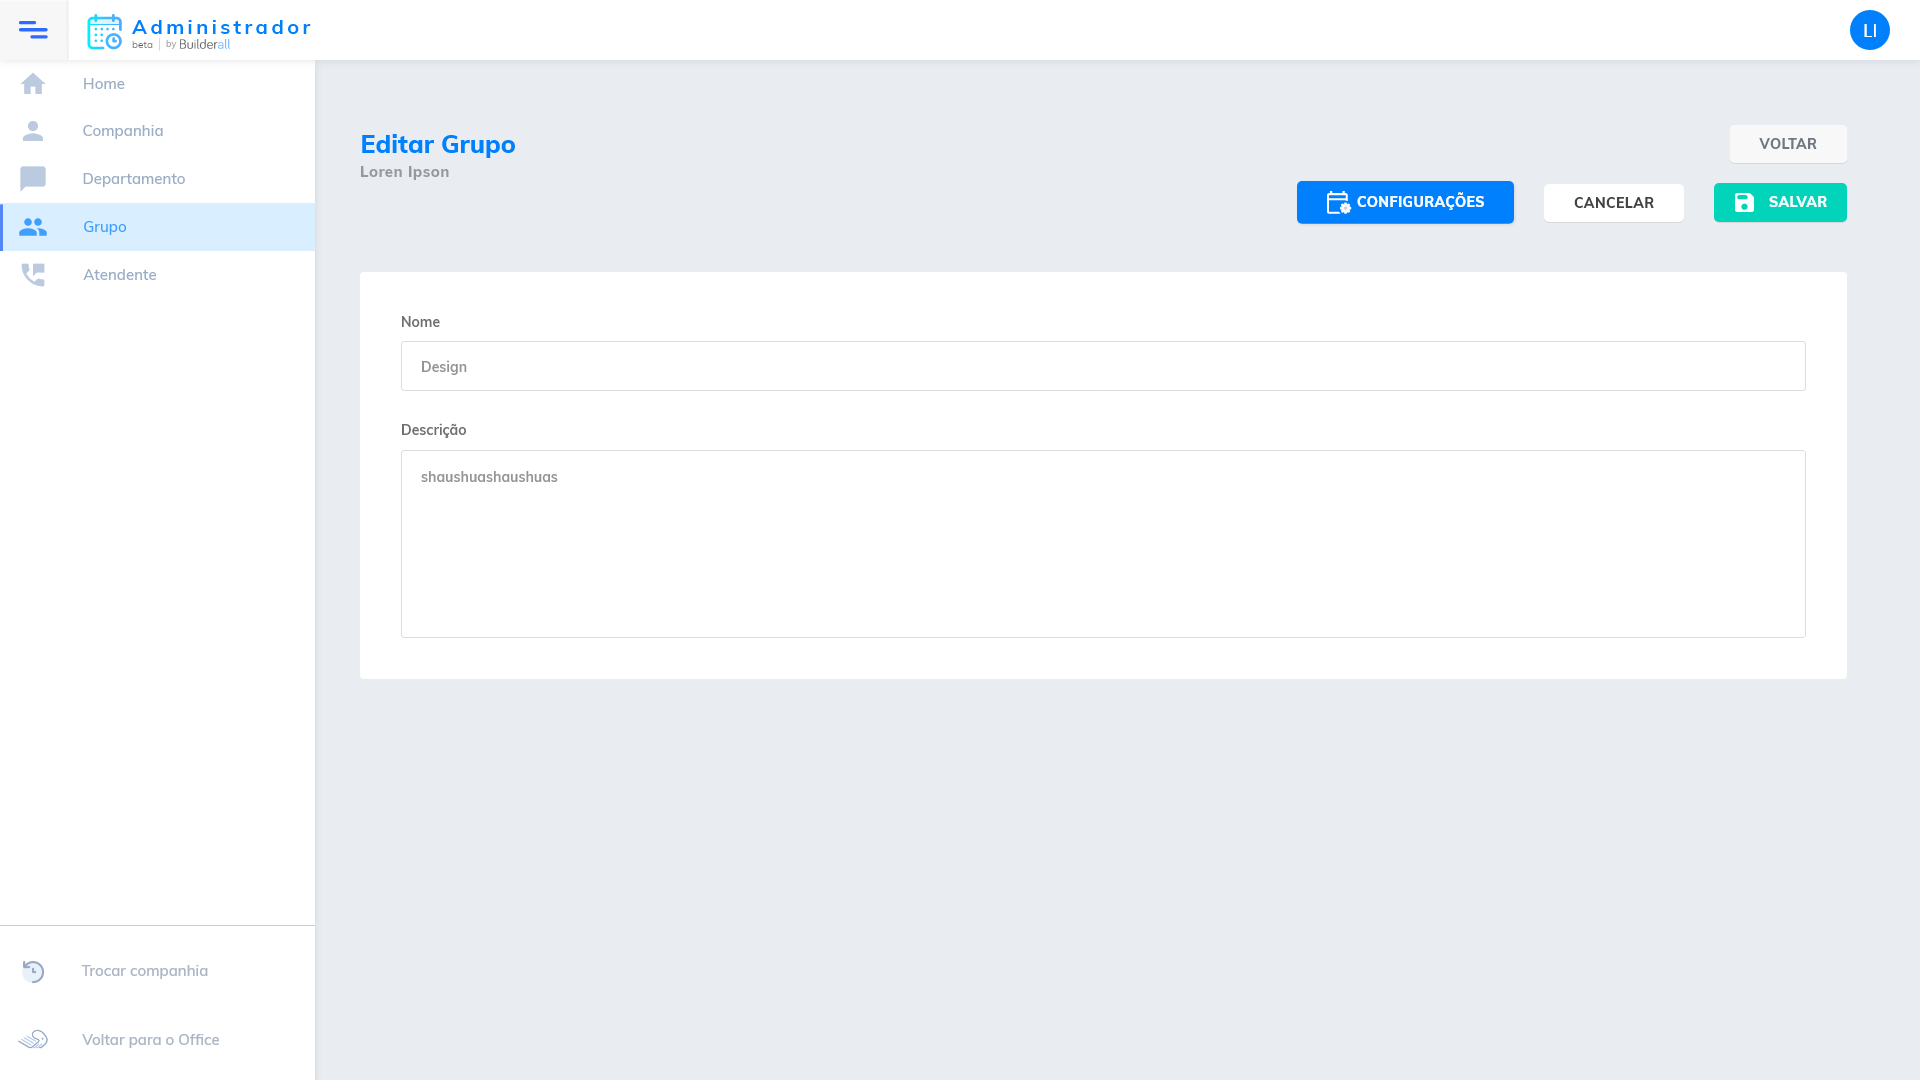 Administrador
beta | by Builderall
LI
Home
Companhia
Departamento
Grupo
Atendente
Trocar companhia
Voltar para o Office
Editar Grupo
Loren Ipson
VOLTAR
CONFIGURAÇÕES
CANCELAR
SALVAR
Nome
Design
Descrição
shaushuashaushuas